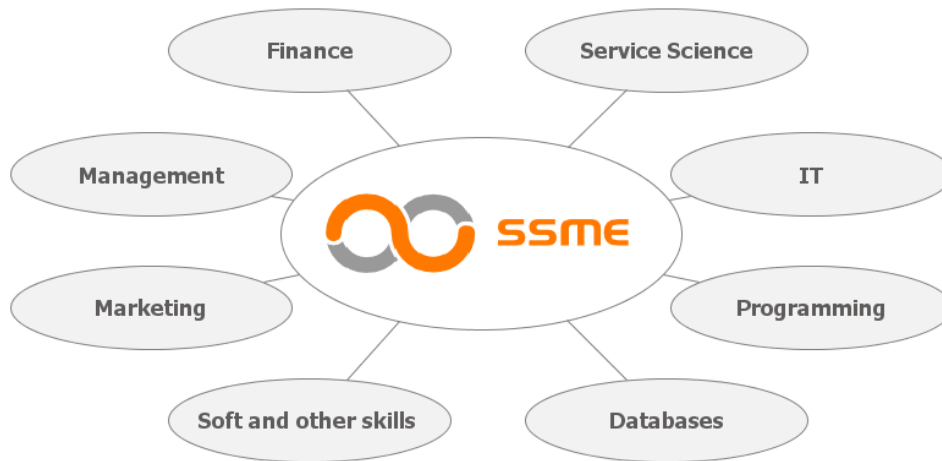 Finance
Service Science
Management
IT
SSME
Marketing
Programming
Soft and other skills
Databases